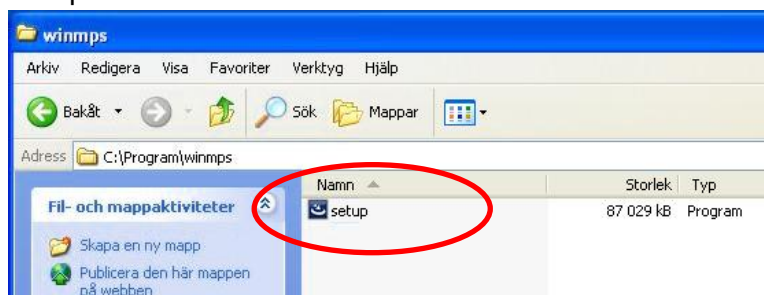 winmps
Arkiv Redigera Visa Favoriter Verktyg Hjälp
Bakåt Sök Mappar
Adress C:\Program\winmps
Namn Storlek Typ
Fil- och mappaktiviteter
setup 87 029 kB Program
Skapa en ny mapp
Publicera den här mappen
på webben